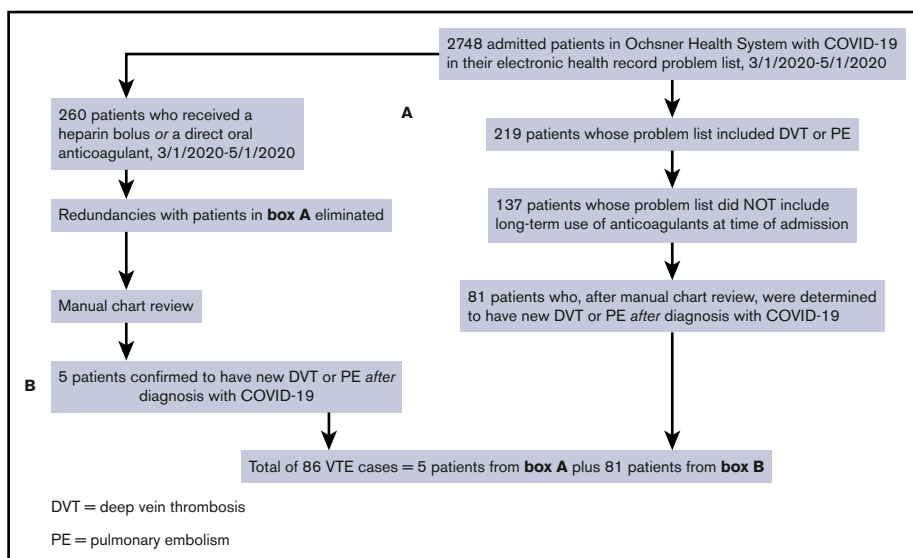 2748 admitted patients in Ochsner Health System with COVID-19
in their electronic health record problem list, 3/1/2020-5/1/2020
260 patients who received a
heparin bolus or a direct oral
anticoagulant, 3/1/2020-5/1/2020
A
219 patients whose problem list included DVT or PE
Redundancies with patients in box A eliminated
137 patients whose problem list did NOT include
long-term use of anticoagulants at time of admission
Manual chart review
81 patients who, after manual chart review, were determined
to have new DVT or PE after diagnosis with COVID-19
B
5 patients confirmed to have new DVT or PE after
diagnosis with COVID-19
Total of 86 VTE cases = 5 patients from box A plus 81 patients from box B
DVT = deep vein thrombosis
PE = pulmonary embolism